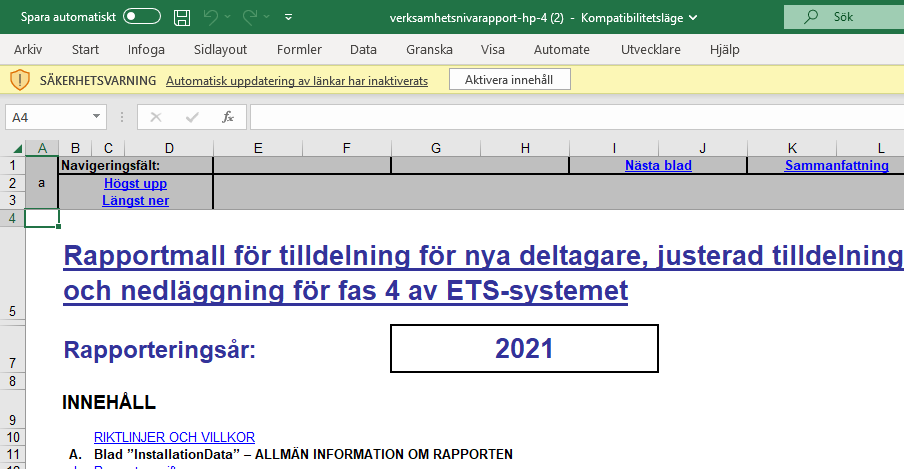 Spara automatiskt
verksamhetsnivarapport-hp-4 (2) - Kompatibilitetsläge
Sök
Arkiv Start Infoga Sidlayout Formler Data Granska Visa Automate Utvecklare Hjälp
SÄKERHETSVARNING Automatisk uppdatering av länkar har inaktiverats Aktivera innehåll
A4 fx
A B C D E F G H I J K L
1 Navigeringsfält: Nästa blad Sammanfattning
a
2 Högst upp
3 Längst ner
4
Rapportmall för tilldelning för nya deltagare, justerad tilldelning
5 och nedläggning för fas 4 av ETS-systemet
7 Rapporteringsår: 2021
8
9 INNEHÅLL
10 RIKTLINJER OCH VILLKOR
11 A. Blad ”InstallationData” – ALLMÄN INFORMATION OM RAPPORTEN